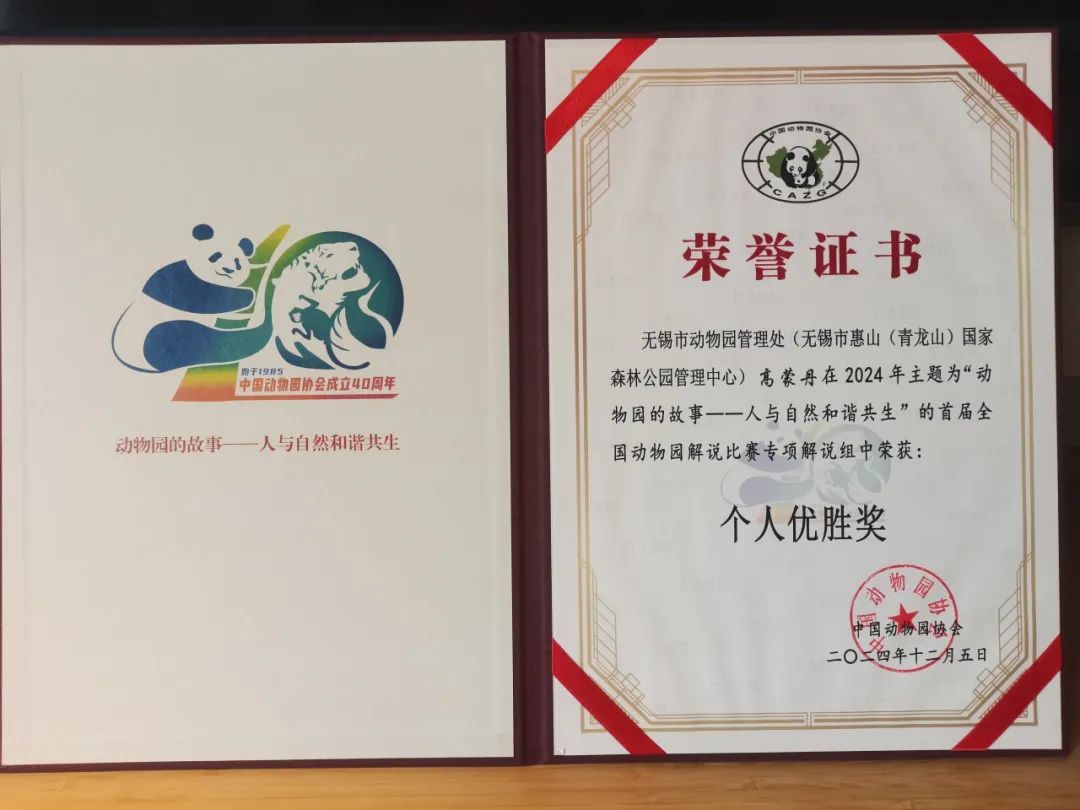 始于1985
中国动物园协会成立40周年
动物园的故事——人与自然和谐共生
中国动物园协会
CAZG
荣誉证书
无锡市动物园管理处（无锡市惠山（青龙山）国家
森林公园管理中心）高蒙丹在2024年主题为“动
物园的故事——人与自然和谐共生”的首届全
国动物园解说比赛专项解说组中荣获：
个人优胜奖
中国动物园协会
中国动物园协会
二〇二四年十二月五日